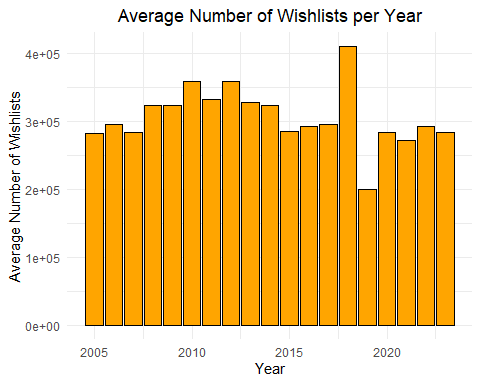 Average Number of Wishlists per Year
Average Number of Wishlists
4e+05
3e+05
2e+05
1e+05
0e+00
2005 2010 2015 2020
Year